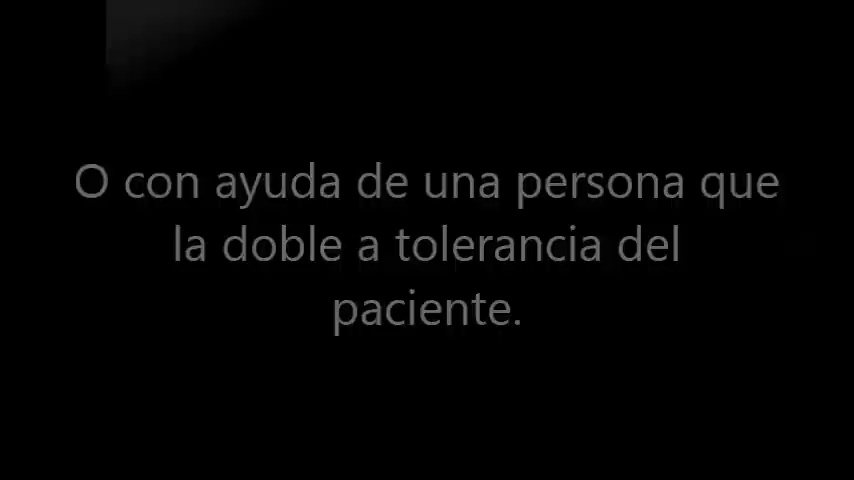 O con ayuda de una persona que
la doble a tolerancia del
paciente.